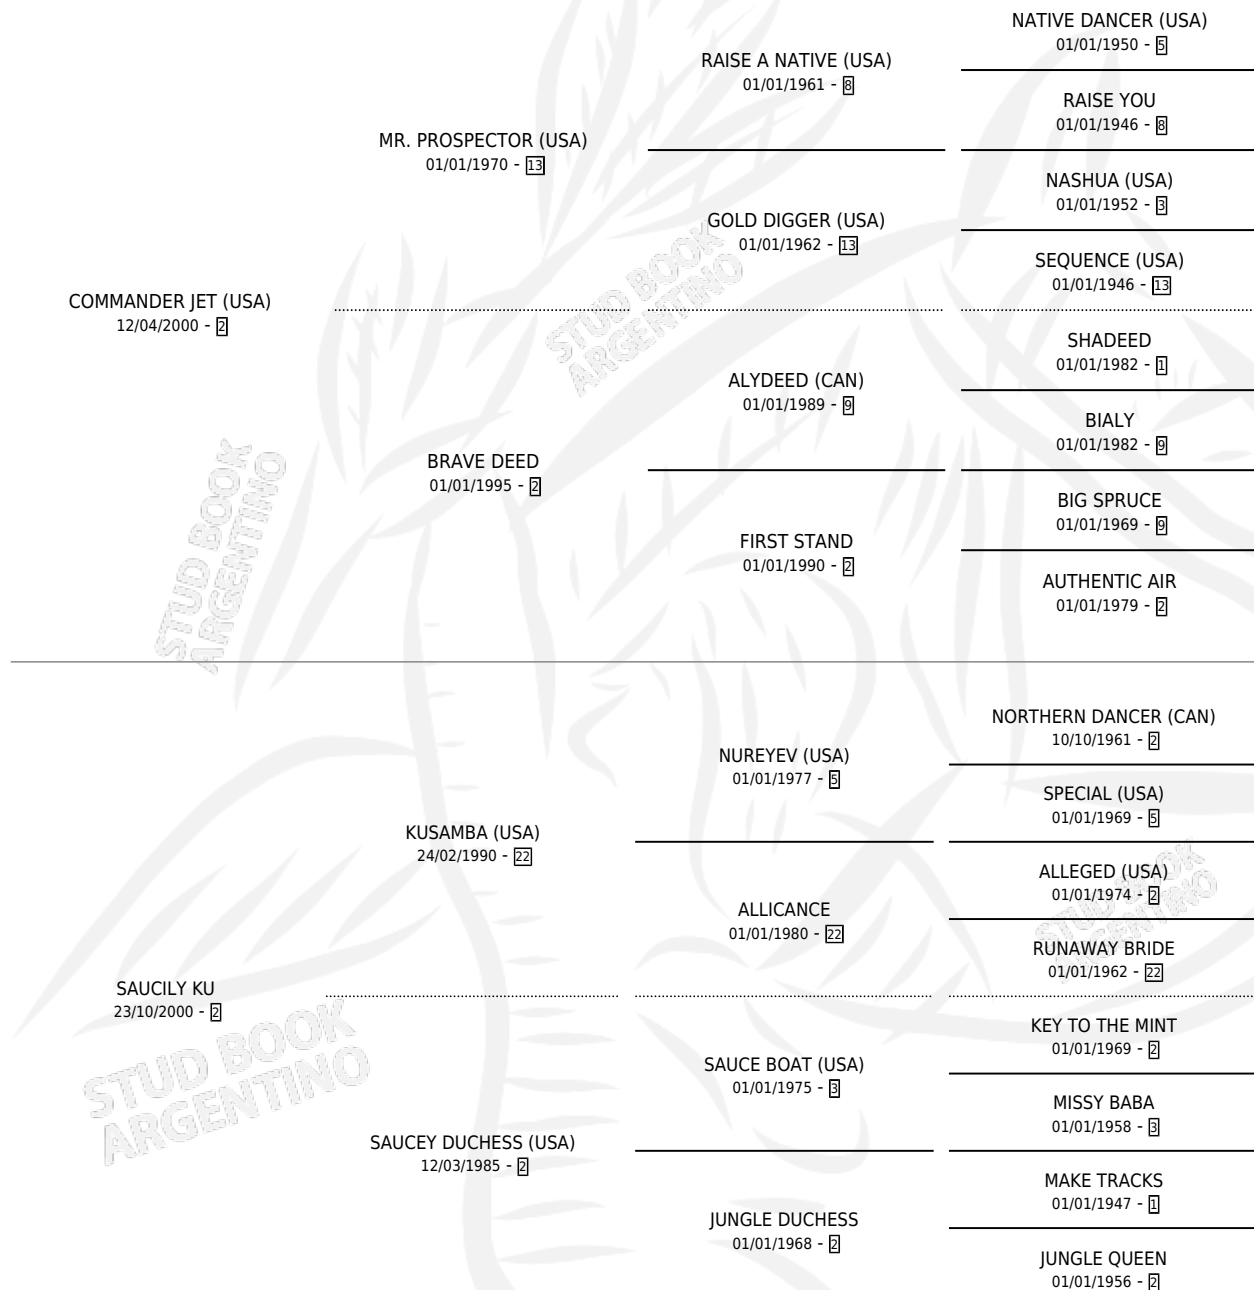 NATIVE DANCER (USA)
01/01/1950 - 5
RAISE A NATIVE (USA)
01/01/1961 - 8
RAISE YOU
01/01/1946 - 8
MR. PROSPECTOR (USA)
01/01/1970 - 13
NASHUA (USA)
01/01/1952 - 3
GOLD DIGGER (USA)
01/01/1962 - 13
SEQUENCE (USA)
01/01/1946 - 13
COMMANDER JET (USA)
12/04/2000 - 2
STUD BOOK
ARGENTINO
SHADEED
01/01/1982 - 1
ALYDEED (CAN)
01/01/1989 - 9
BIALY
01/01/1982 - 9
BRAVE DEED
01/01/1995 - 2
BIG SPRUCE
01/01/1969 - 9
FIRST STAND
01/01/1990 - 2
AUTHENTIC AIR
01/01/1979 - 2
STUD BOOK
ARGENTINO
NORTHERN DANCER (CAN)
10/10/1961 - 2
NUREYEV (USA)
01/01/1977 - 5
SPECIAL (USA)
01/01/1969 - 5
KUSAMBA (USA)
24/02/1990 - 22
ALLEGED (USA)
01/01/1974 - 2
ALLICANCE
01/01/1980 - 22
RUNAWAY BRIDE
01/01/1962 - 22
STUD BOOK
ARGENTINO
SAUCILY KU
23/10/2000 - 2
STUD BOOK
ARGENTINO
KEY TO THE MINT
01/01/1969 - 2
SAUCE BOAT (USA)
01/01/1975 - 3
MISSY BABA
01/01/1958 - 3
SAUCEY DUCHESS (USA)
12/03/1985 - 2
MAKE TRACKS
01/01/1947 - 1
JUNGLE DUCHESS
01/01/1968 - 2
JUNGLE QUEEN
01/01/1956 - 2